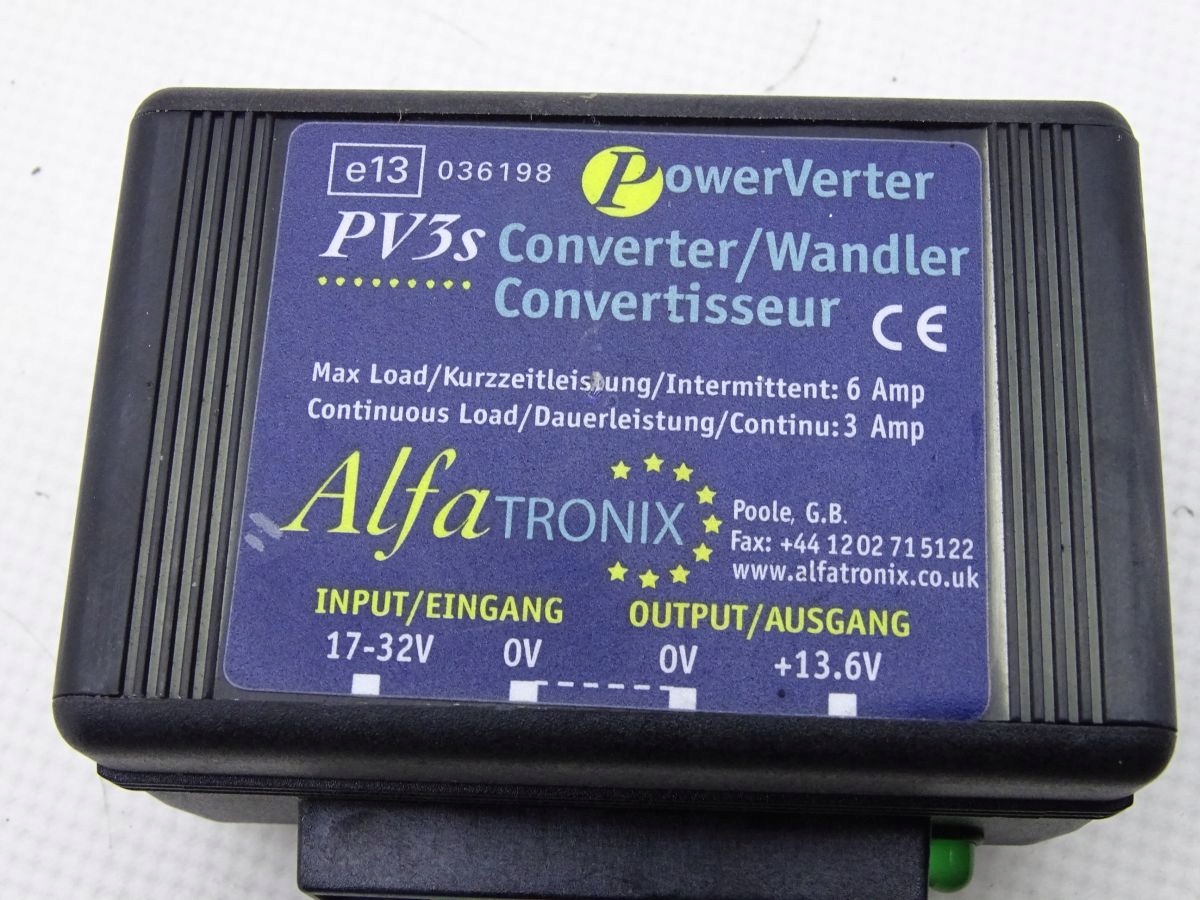 e13 036198 PowerVerter
PV3s Converter/Wandler
Convertisseur CE
Max Load/Kurzzeitleistung/Intermittent: 6 Amp
Continuous Load/Dauerleistung/Continu: 3 Amp
AlfaTRONIX
Poole, G.B.
Fax: +44 1202 715122
www.alfatronix.co.uk
INPUT/EINGANG OUTPUT/AUSGANG
17-32V 0V 0V +13.6V